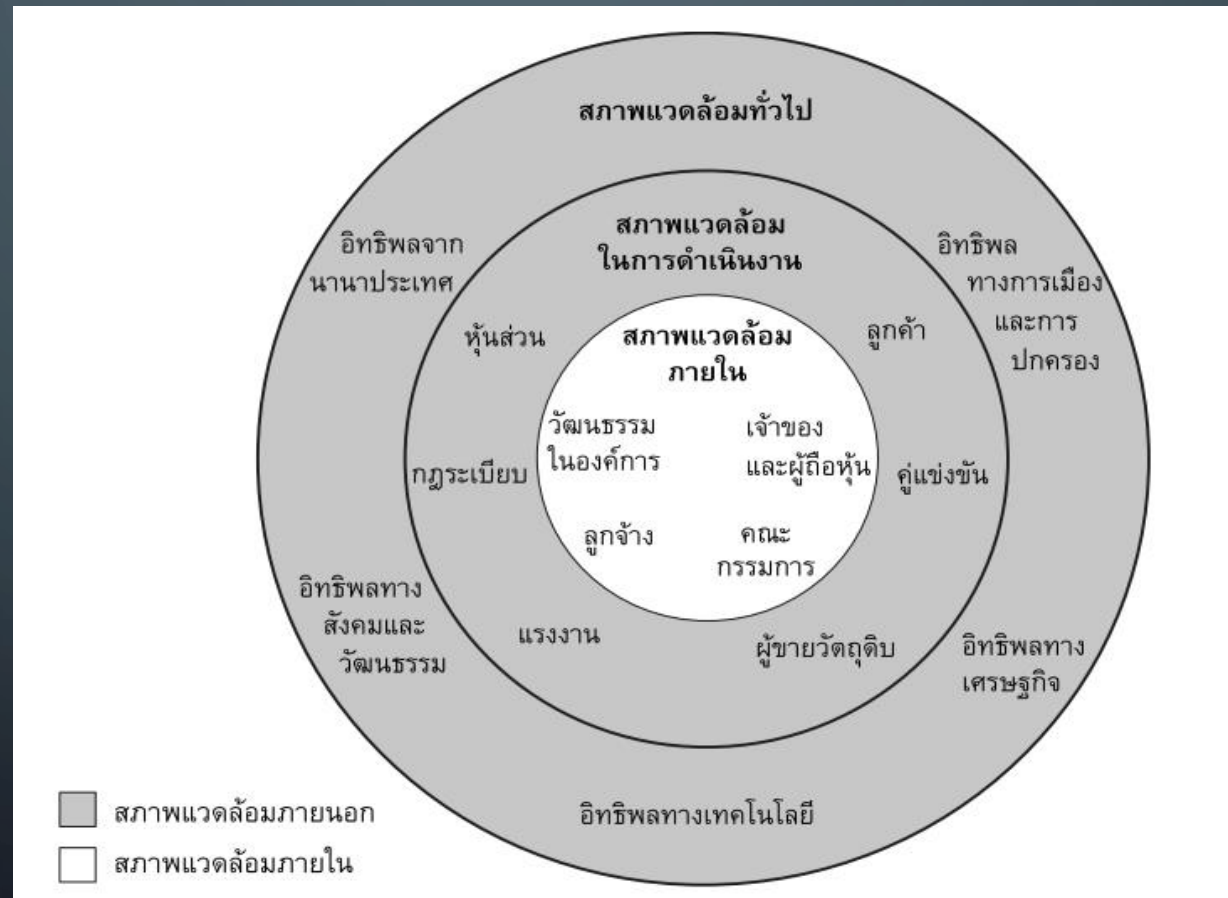 สภาพแวดล้อมทั่วไป
อิทธิพลจาก
นานาประเทศ
อิทธิพล
ทางการเมือง
และการ
ปกครอง
สภาพแวดล้อม
ในการดำเนินงาน
หุ้นส่วน
ลูกค้า
สภาพแวดล้อม
ภายใน
วัฒนธรรม
ในองค์การ
เจ้าของ
และผู้ถือหุ้น
กฎระเบียบ
คู่แข่งขัน
ลูกจ้าง
คณะ
กรรมการ
อิทธิพลทาง
สังคมและ
วัฒนธรรม
แรงงาน
ผู้ขายวัตถุดิบ
อิทธิพลทาง
เศรษฐกิจ
อิทธิพลทางเทคโนโลยี
สภาพแวดล้อมภายนอก
สภาพแวดล้อมภายใน